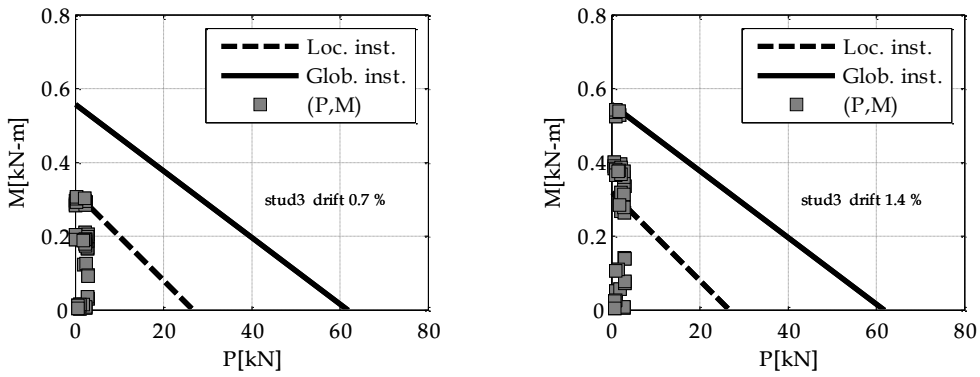 0.8
0.6
0.4
0.2
0
M[kN-m]
Loc. inst.
Glob. inst.
(P,M)
stud3 drift 0.7 %
0 20 40 60 80
P[kN]
0.8
0.6
0.4
0.2
0
M[kN-m]
Loc. inst.
Glob. inst.
(P,M)
stud3 drift 1.4 %
0 20 40 60 80
P[kN]